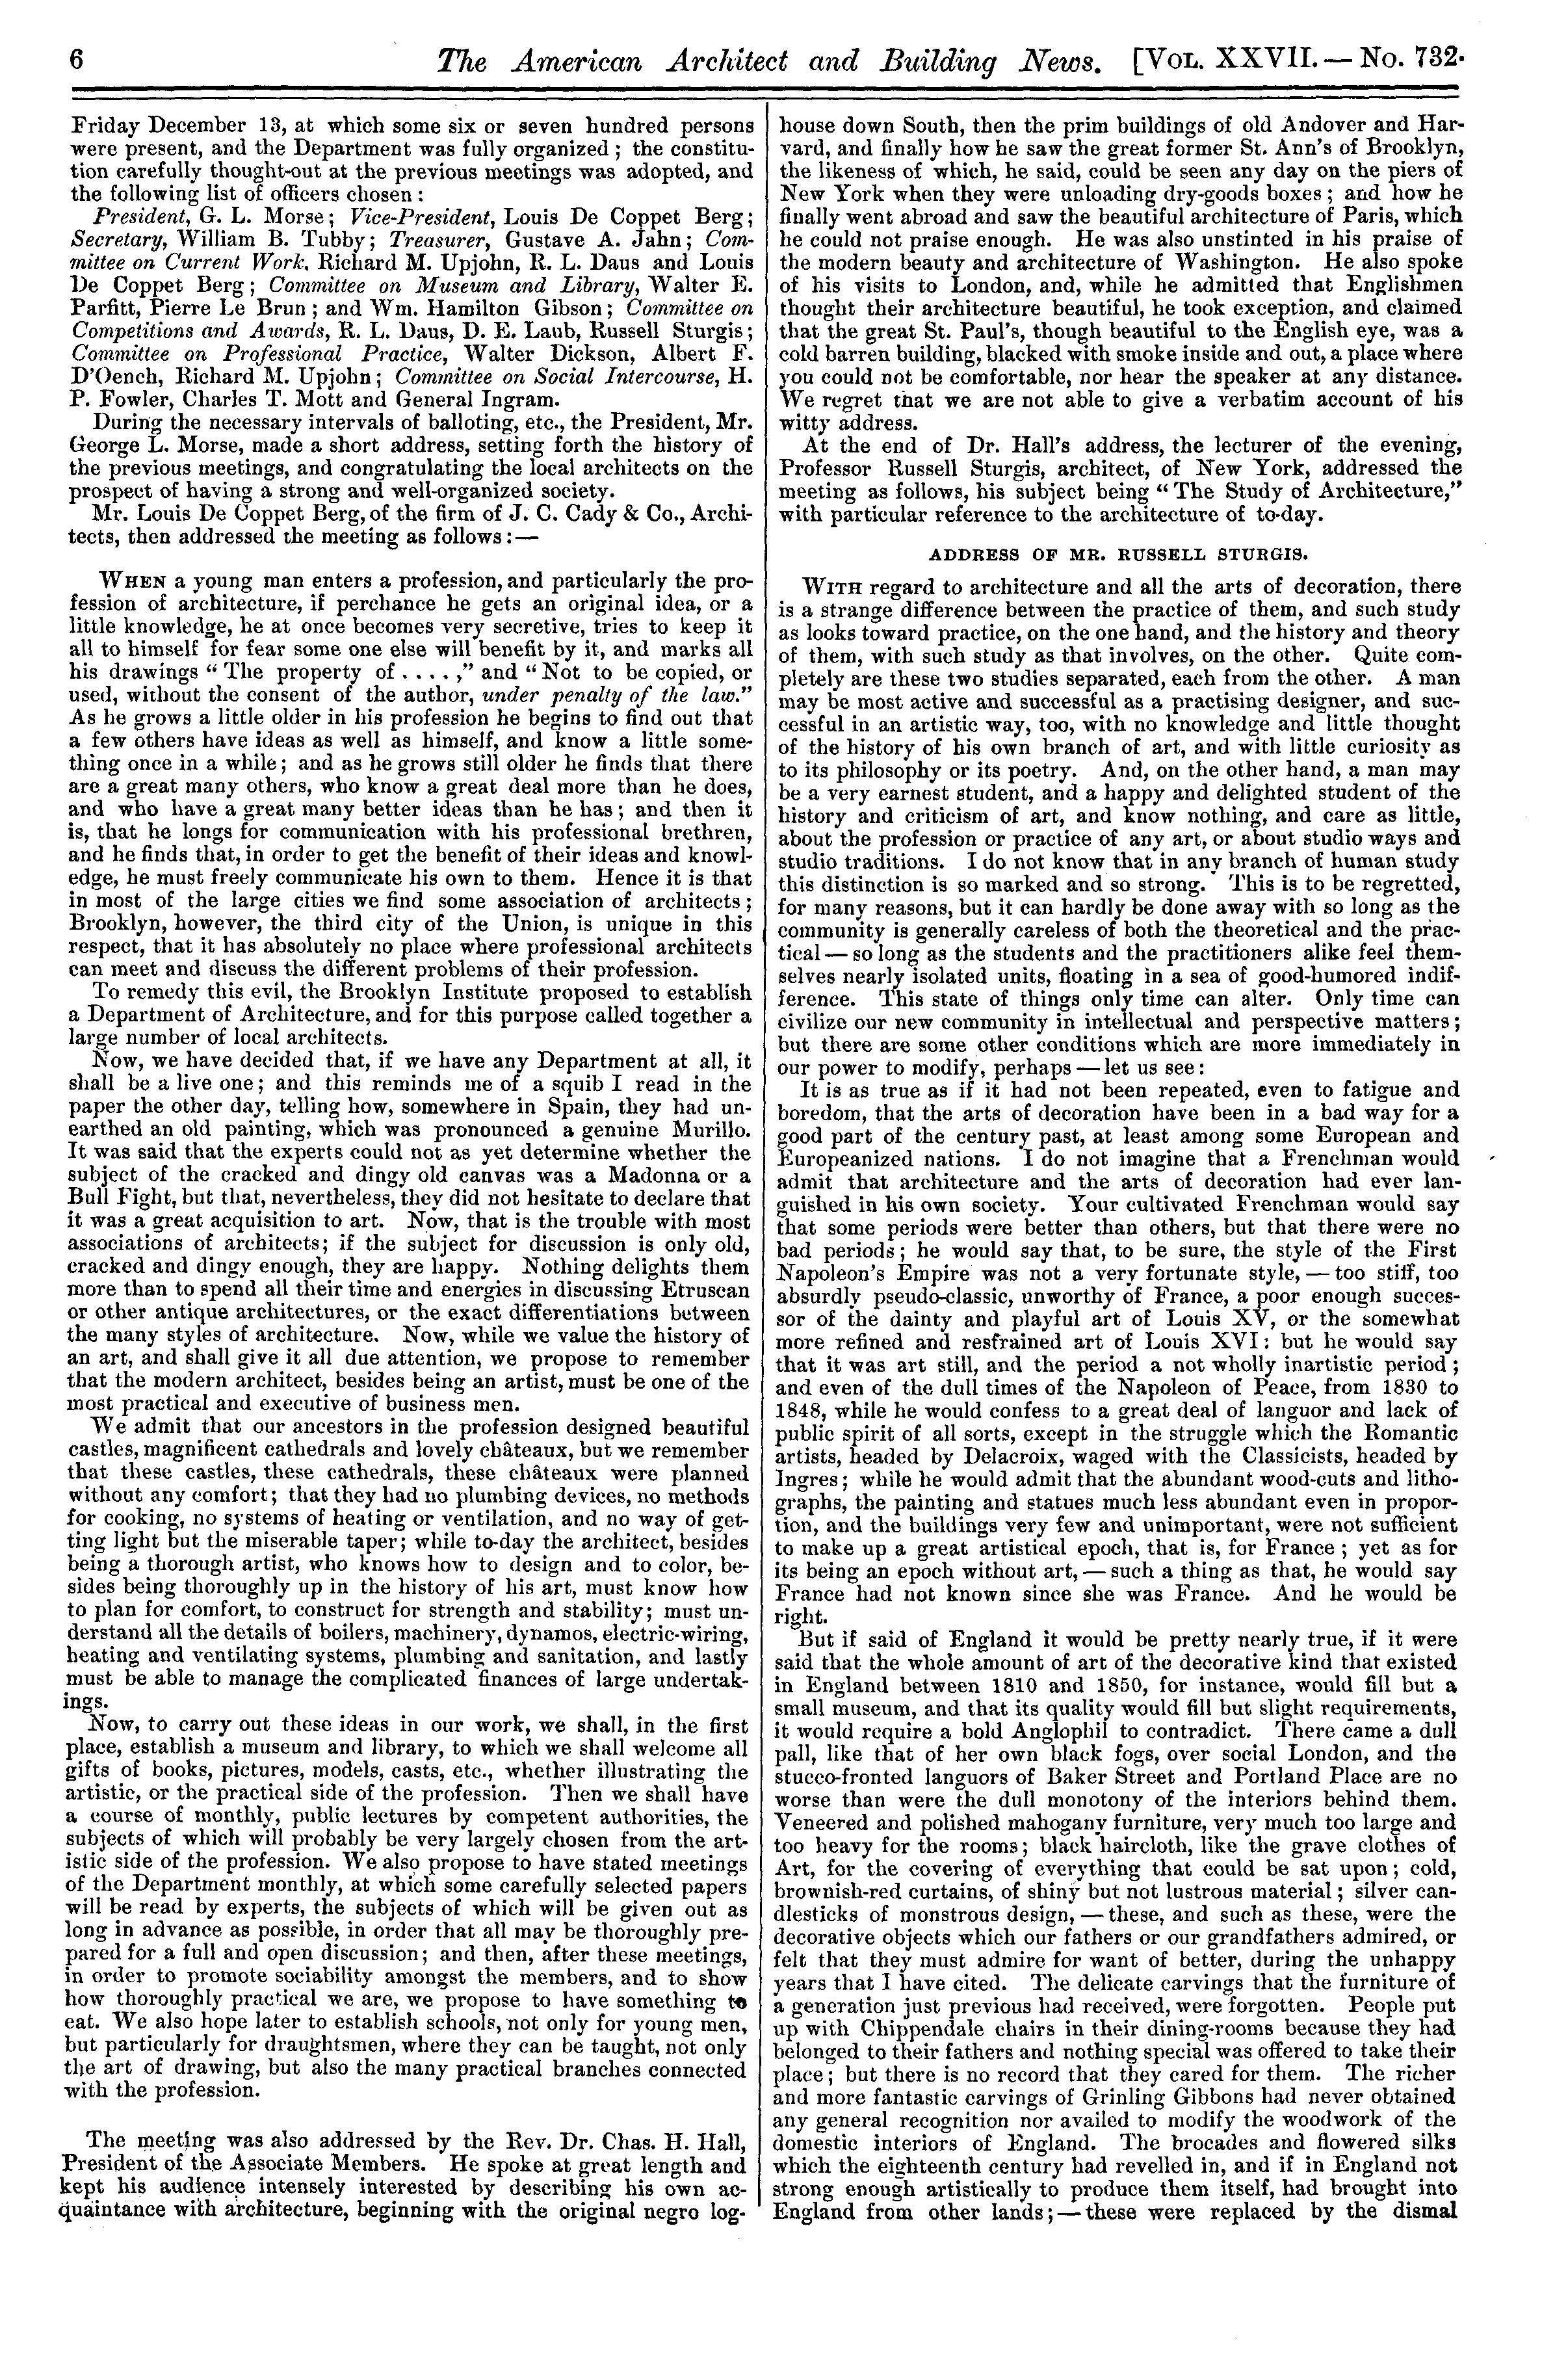 6
The American Architect and Building News. [VOL. XXVII. — No. 732.
Friday December 13, at which some six or seven hundred persons
were present, and the Department was fully organized; the constitu-
tion carefully thought-out at the previous meetings was adopted, and
the following list of officers chosen:
President, G. L. Morse; Vice-President, Louis De Coppet Berg;
Secretary, William B. Tubby; Treasurer, Gustave A. Jahn; Com-
mittee on Current Work, Richard M. Upjohn, R. L. Daus and Louis
De Coppet Berg; Committee on Museum and Library, Walter E.
Parfitt, Pierre Le Brun; and Wm. Hamilton Gibson; Committee on
Competitions and Awards, R. L. Daus, D. E. Laub, Russell Sturgis;
Committee on Professional Practice, Walter Dickson, Albert F.
D'Oench, Richard M. Upjohn; Committee on Social Intercourse, H.
P. Fowler, Charles T. Mott and General Ingram.
During the necessary intervals of balloting, etc., the President, Mr.
George L. Morse, made a short address, setting forth the history of
the previous meetings, and congratulating the local architects on the
prospect of having a strong and well-organized society.
Mr. Louis De Coppet Berg, of the firm of J. C. Cady & Co., Archi-
tects, then addressed the meeting as follows:—
WHEN a young man enters a profession, and particularly the pro-
fession of architecture, if perchance he gets an original idea, or a
little knowledge, he at once becomes very secretive, tries to keep it
all to himself for fear some one else will benefit by it, and marks all
his drawings "The property of . . . . ," and "Not to be copied, or
used, without the consent of the author, under penalty of the law."
As he grows a little older in his profession he begins to find out that
a few others have ideas as well as himself, and know a little some-
thing once in a while; and as he grows still older he finds that there
are a great many others, who know a great deal more than he does,
and who have a great many better ideas than he has; and then it
is, that he longs for communication with his professional brethren,
and he finds that, in order to get the benefit of their ideas and knowl-
edge, he must freely communicate his own to them. Hence it is that
in most of the large cities we find some association of architects;
Brooklyn, however, the third city of the Union, is unique in this
respect, that it has absolutely no place where professional architects
can meet and discuss the different problems of their profession.
To remedy this evil, the Brooklyn Institute proposed to establish
a Department of Architecture, and for this purpose called together a
large number of local architects.
Now, we have decided that, if we have any Department at all, it
shall be a live one; and this reminds me of a squib I read in the
paper the other day, telling how, somewhere in Spain, they had un-
earthed an old painting, which was pronounced a genuine Murillo.
It was said that the experts could not as yet determine whether the
subject of the cracked and dingy old canvas was a Madonna or a
Bull Fight, but that, nevertheless, they did not hesitate to declare that
it was a great acquisition to art. Now, that is the trouble with most
associations of architects; if the subject for discussion is only old,
cracked and dingy enough, they are happy. Nothing delights them
more than to spend all their time and energies in discussing Etruscan
or other antique architectures, or the exact differentiations between
the many styles of architecture. Now, while we value the history of
an art, and shall give it all due attention, we propose to remember
that the modern architect, besides being an artist, must be one of the
most practical and executive of business men.
We admit that our ancestors in the profession designed beautiful
castles, magnificent cathedrals and lovely châteaux, but we remember
that these castles, these cathedrals, these châteaux were planned
without any comfort; that they had no plumbing devices, no methods
for cooking, no systems of heating or ventilation, and no way of get-
ting light but the miserable taper; while to-day the architect, besides
being a thorough artist, who knows how to design and to color, be-
sides being thoroughly up in the history of his art, must know how
to plan for comfort, to construct for strength and stability; must un-
derstand all the details of boilers, machinery, dynamos, electric-wiring,
heating and ventilating systems, plumbing and sanitation, and lastly
must be able to manage the complicated finances of large undertak-
ings.
Now, to carry out these ideas in our work, we shall, in the first
place, establish a museum and library, to which we shall welcome all
gifts of books, pictures, models, casts, etc., whether illustrating the
artistic, or the practical side of the profession. Then we shall have
a course of monthly, public lectures by competent authorities, the
subjects of which will probably be very largely chosen from the art-
istic side of the profession. We also propose to have stated meetings
of the Department monthly, at which some carefully selected papers
will be read by experts, the subjects of which will be given out as
long in advance as possible, in order that all may be thoroughly pre-
pared for a full and open discussion; and then, after these meetings,
in order to promote sociability amongst the members, and to show
how thoroughly practical we are, we propose to have something to
eat. We also hope later to establish schools, not only for young men,
but particularly for draughtsmen, where they can be taught, not only
the art of drawing, but also the many practical branches connected
with the profession.
The meeting was also addressed by the Rev. Dr. Chas. H. Hall,
President of the Associate Members. He spoke at great length and
kept his audience intensely interested by describing his own ac-
quaintance with architecture, beginning with the original negro log-
house down South, then the prim buildings of old Andover and Har-
vard, and finally how he saw the great former St. Ann's of Brooklyn,
the likeness of which, he said, could be seen any day on the piers of
New York when they were unloading dry-goods boxes; and how he
finally went abroad and saw the beautiful architecture of Paris, which
he could not praise enough. He was also unstinted in his praise of
the modern beauty and architecture of Washington. He also spoke
of his visits to London, and, while he admitted that Englishmen
thought their architecture beautiful, he took exception, and claimed
that the great St. Paul's, though beautiful to the English eye, was a
cold barren building, blacked with smoke inside and out, a place where
you could not be comfortable, nor hear the speaker at any distance.
We regret that we are not able to give a verbatim account of his
witty address.
At the end of Dr. Hall's address, the lecturer of the evening,
Professor Russell Sturgis, architect, of New York, addressed the
meeting as follows, his subject being "The Study of Architecture,"
with particular reference to the architecture of to-day.
ADDRESS OF MR. RUSSELL STURGIS.
WITH regard to architecture and all the arts of decoration, there
is a strange difference between the practice of them, and such study
as looks toward practice, on the one hand, and the history and theory
of them, with such study as that involves, on the other. Quite com-
pletely are these two studies separated, each from the other. A man
may be most active and successful as a practising designer, and suc-
cessful in an artistic way, too, with no knowledge and little thought
of the history of his own branch of art, and with little curiosity as
to its philosophy or its poetry. And, on the other hand, a man may
be a very earnest student, and a happy and delighted student of the
history and criticism of art, and know nothing, and care as little,
about the profession or practice of any art, or about studio ways and
studio traditions. I do not know that in any branch of human study
this distinction is so marked and so strong. This is to be regretted,
for many reasons, but it can hardly be done away with so long as the
community is generally careless of both the theoretical and the prac-
tical — so long as the students and the practitioners alike feel them-
selves nearly isolated units, floating in a sea of good-humored indif-
ference. This state of things only time can alter. Only time can
civilize our new community in intellectual and perspective matters;
but there are some other conditions which are more immediately in
our power to modify, perhaps — let us see:
It is as true as if it had not been repeated, even to fatigue and
boredom, that the arts of decoration have been in a bad way for a
good part of the century past, at least among some European and
Europeanized nations. I do not imagine that a Frenchman would
admit that architecture and the arts of decoration had ever lan-
guished in his own society. Your cultivated Frenchman would say
that some periods were better than others, but that there were no
bad periods; he would say that, to be sure, the style of the First
Napoleon's Empire was not a very fortunate style, — too stiff, too
absurdly pseudo-classic, unworthy of France, a poor enough succes-
sor of the dainty and playful art of Louis XV, or the somewhat
more refined and resfrained art of Louis XVI: but he would say
that it was art still, and the period a not wholly inartistic period;
and even of the dull times of the Napoleon of Peace, from 1830 to
1848, while he would confess to a great deal of languor and lack of
public spirit of all sorts, except in the struggle which the Romantic
artists, headed by Delacroix, waged with the Classicists, headed by
Ingres; while he would admit that the abundant wood-cuts and litho-
graphs, the painting and statues much less abundant even in propor-
tion, and the buildings very few and unimportant, were not sufficient
to make up a great artistical epoch, that is, for France; yet as for
its being an epoch without art, — such a thing as that, he would say
France had not known since she was France. And he would be
right.
But if said of England it would be pretty nearly true, if it were
said that the whole amount of art of the decorative kind that existed
in England between 1810 and 1850, for instance, would fill but a
small museum, and that its quality would fill but slight requirements,
it would require a bold Anglophil to contradict. There came a dull
pall, like that of her own black fogs, over social London, and the
stucco-fronted languors of Baker Street and Portland Place are no
worse than were the dull monotony of the interiors behind them.
Veneered and polished mahogany furniture, very much too large and
too heavy for the rooms; black haircloth, like the grave clothes of
Art, for the covering of everything that could be sat upon; cold,
brownish-red curtains, of shiny but not lustrous material; silver can-
dlesticks of monstrous design, — these, and such as these, were the
decorative objects which our fathers or our grandfathers admired, or
felt that they must admire for want of better, during the unhappy
years that I have cited. The delicate carvings that the furniture of
a generation just previous had received, were forgotten. People put
up with Chippendale chairs in their dining-rooms because they had
belonged to their fathers and nothing special was offered to take their
place; but there is no record that they cared for them. The richer
and more fantastic carvings of Grinling Gibbons had never obtained
any general recognition nor availed to modify the woodwork of the
domestic interiors of England. The brocades and flowered silks
which the eighteenth century had revelled in, and if in England not
strong enough artistically to produce them itself, had brought into
England from other lands; — these were replaced by the dismal